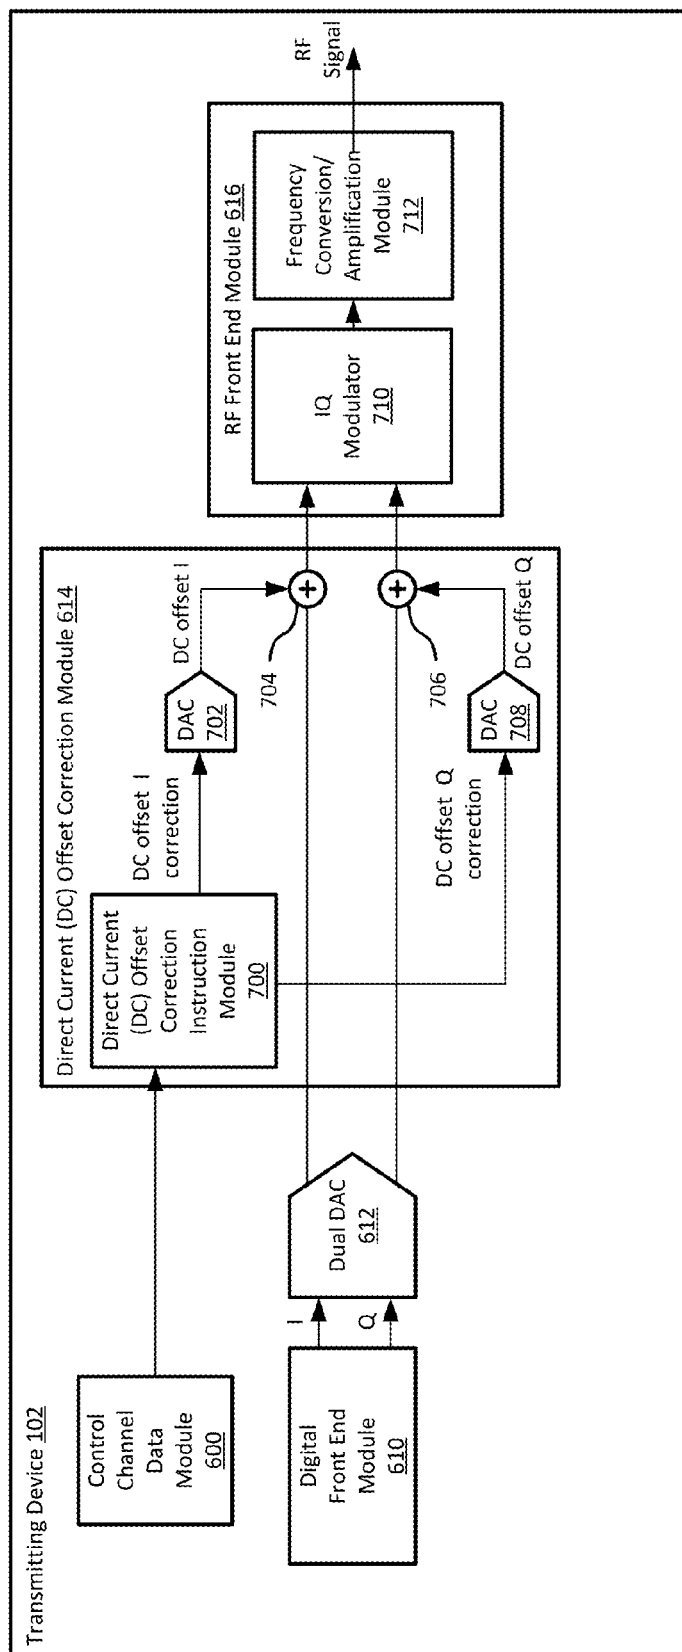 Transmitting Device 102
Control
Channel
Data
Module
600
Digital
Front End
Module
610
I
Q
Dual DAC
612
Direct Current (DC) Offset Correction Module 614
Direct Current
(DC) Offset
Correction
Instruction
Module
700
DC offset I
correction
DAC
702
DC offset I
704
+
706
+
DC offset Q
correction
DAC
708
DC offset Q
RF Front End Module 616
IQ
Modulator
710
Frequency
Conversion/
Amplification
Module
712
RF
Signal